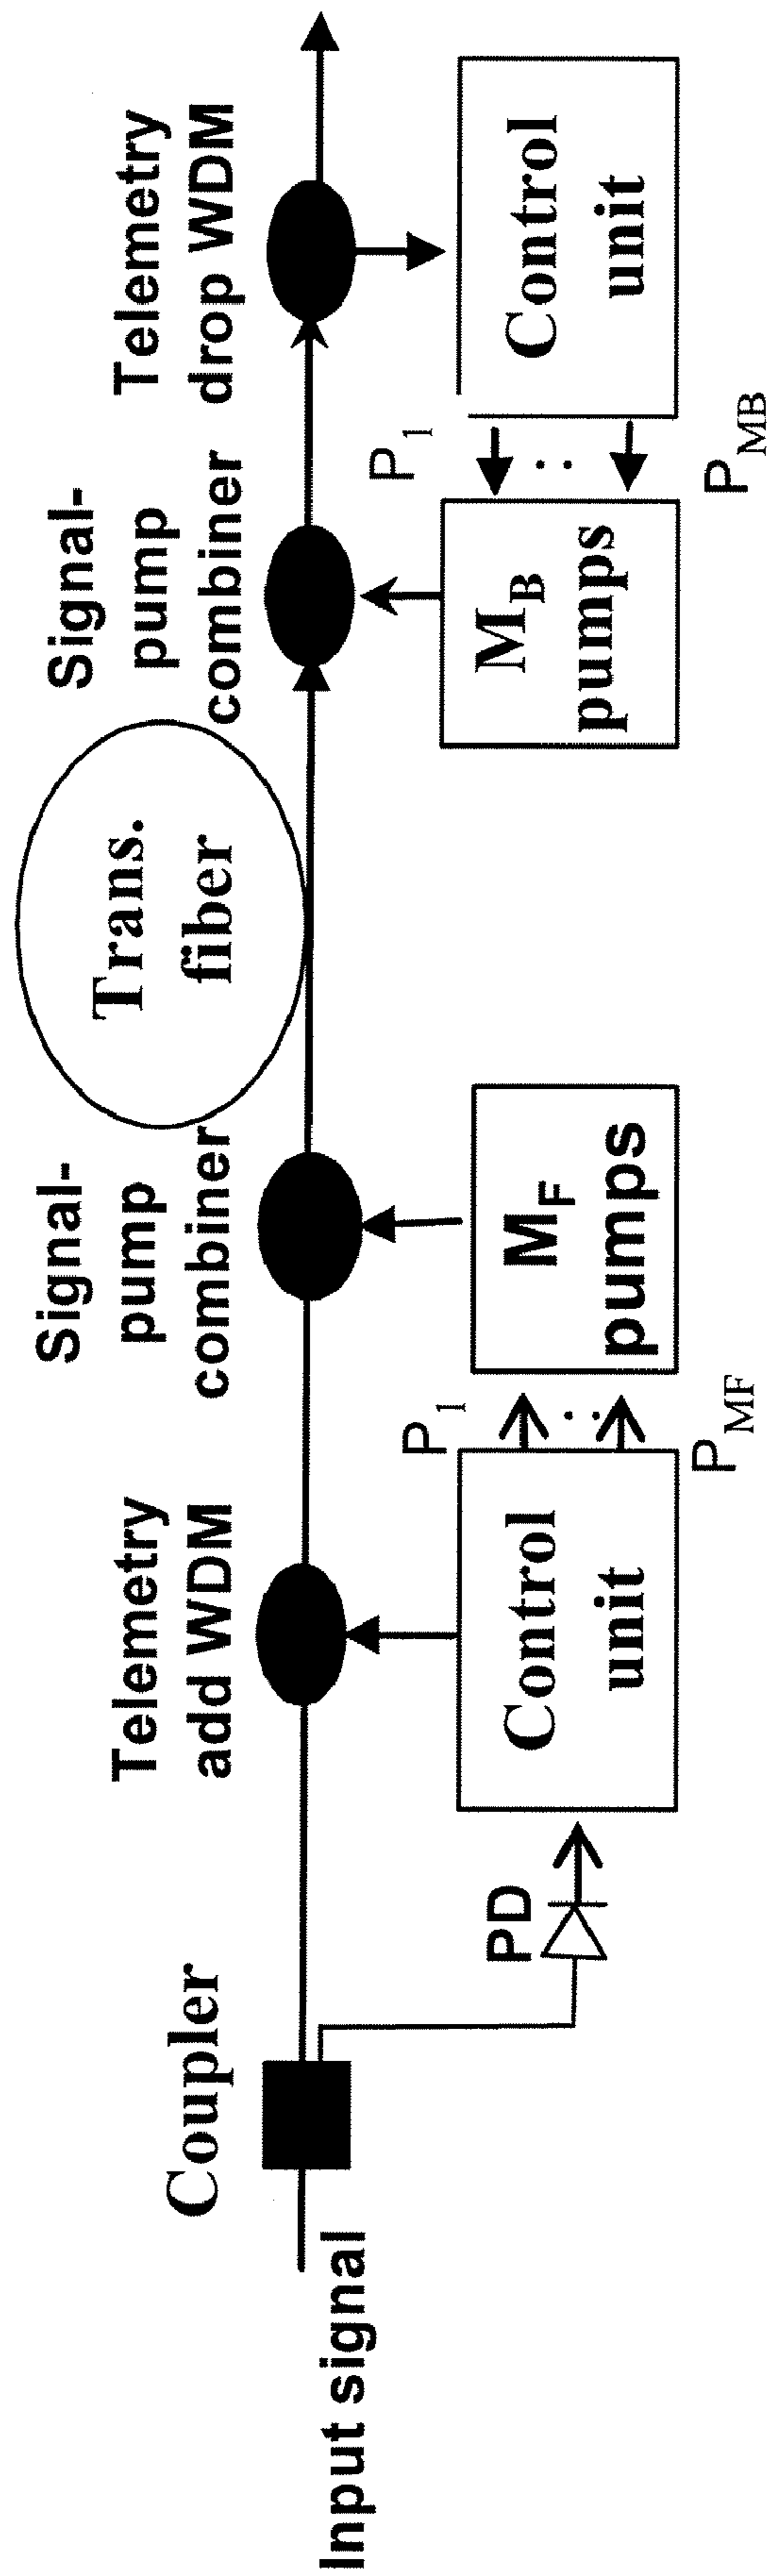 Input signal
Coupler
PD
Telemetry
add WDM
Control
unit
P1
PMF
Signal-
pump
combiner
MF
pumps
Trans.
fiber
Signal-
pump
combiner
MB
pumps
P1
PMB
Telemetry
drop WDM
Control
unit